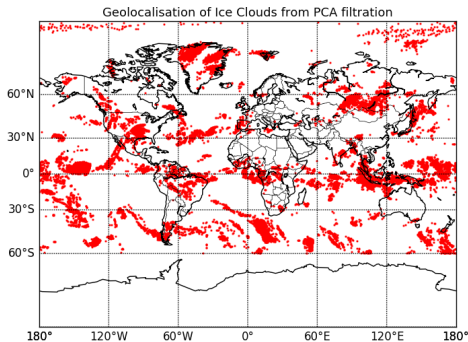 Geolocalisation of Ice Clouds from PCA filtration
60°N
30°N
0°
30°S
60°S
180° 120°W 60°W 0° 60°E 120°E 180°